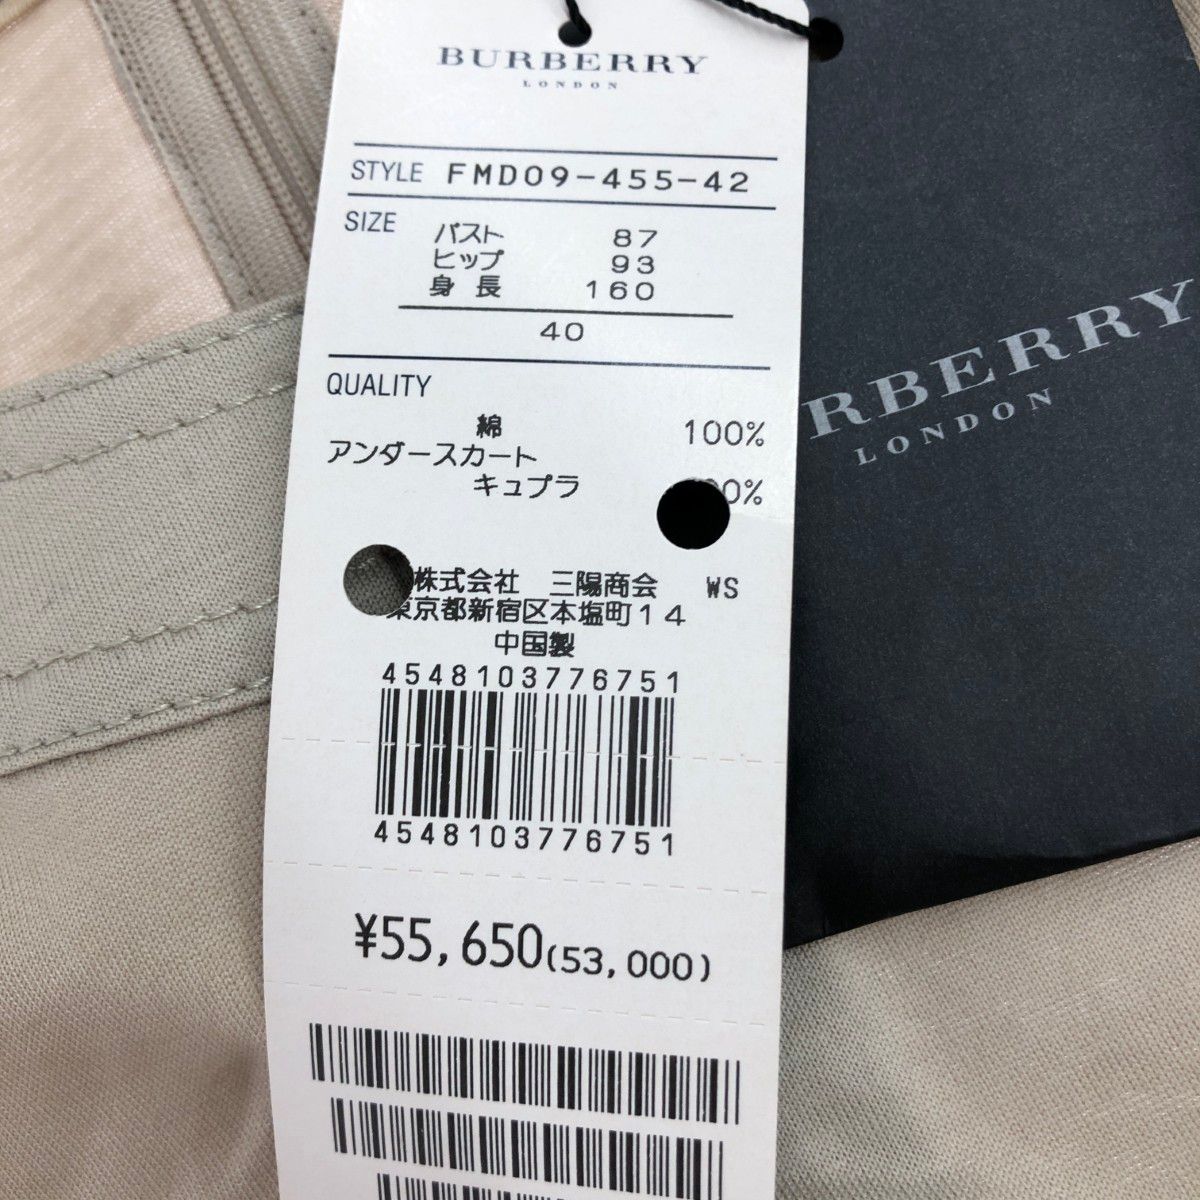 BURBERRY
LONDON
STYLE FMD09-455-42
SIZE バスト 87
ヒップ 93
身 長 160
40
QUALITY
綿 100%
アンダースカート
キュプラ 00%
株式会社 三陽商会 WS
東京都新宿区本塩町14
中国製
4548103776751
4548103776751
¥55,650(53,000)
RBERRY
LONDON